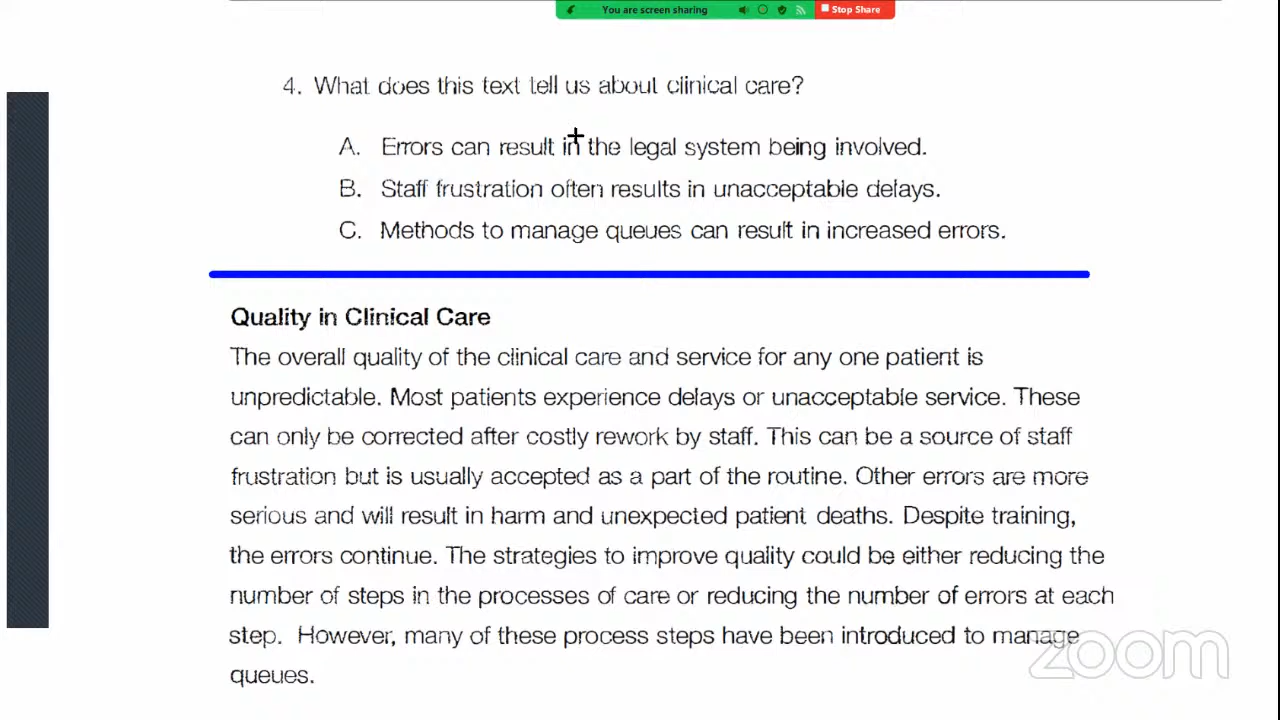 You are screen sharing
Stop Share
4. What does this text tell us about clinical care?
A. Errors can result in the legal system being involved.
B. Staff frustration often results in unacceptable delays.
C. Methods to manage queues can result in increased errors.
Quality in Clinical Care
The overall quality of the clinical care and service for any one patient is
unpredictable. Most patients experience delays or unacceptable service. These
can only be corrected after costly rework by staff. This can be a source of staff
frustration but is usually accepted as a part of the routine. Other errors are more
serious and will result in harm and unexpected patient deaths. Despite training,
the errors continue. The strategies to improve quality could be either reducing the
number of steps in the processes of care or reducing the number of errors at each
step. However, many of these process steps have been introduced to manage
queues.
zoom